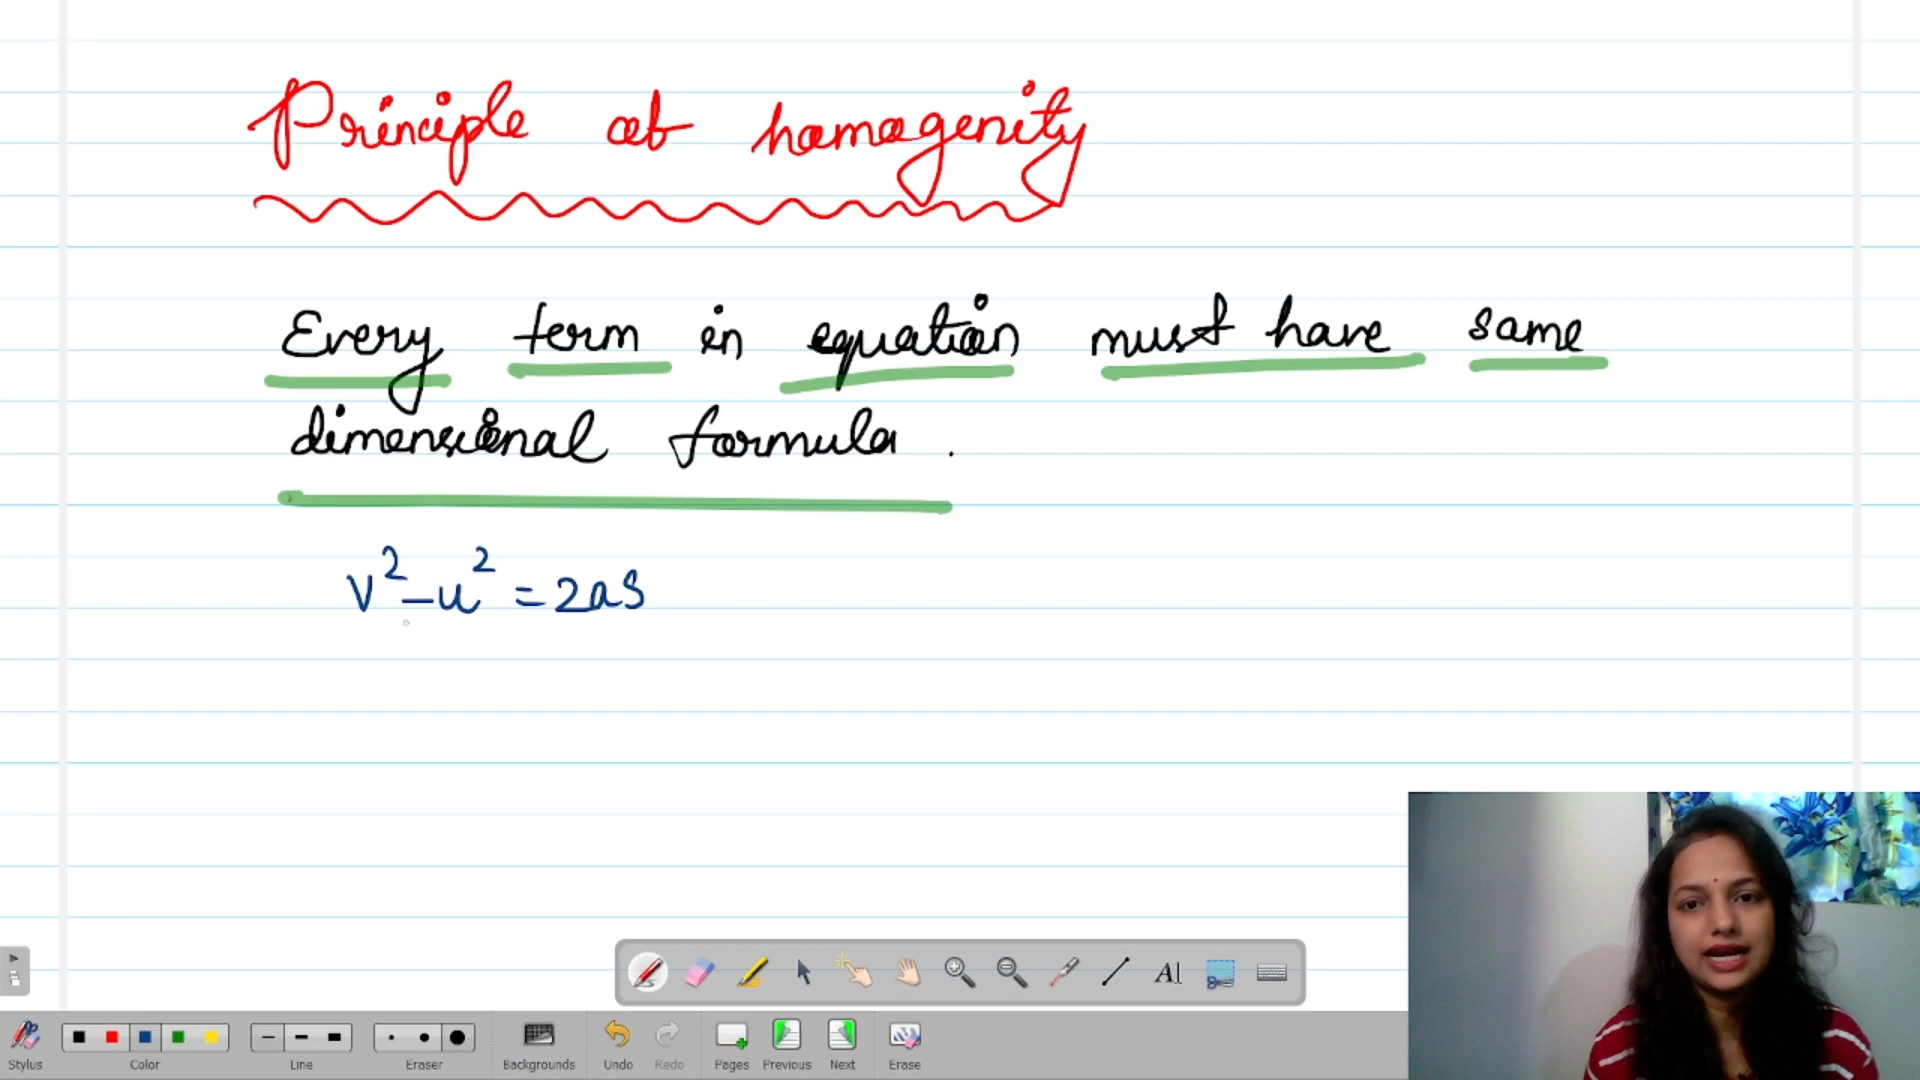 Principle of homogenity
Every term in equation must have same
dimensional formula .
v² - u² = 2as
AI
Stylus Color Line Eraser Backgrounds Undo Redo Pages Previous Next Erase